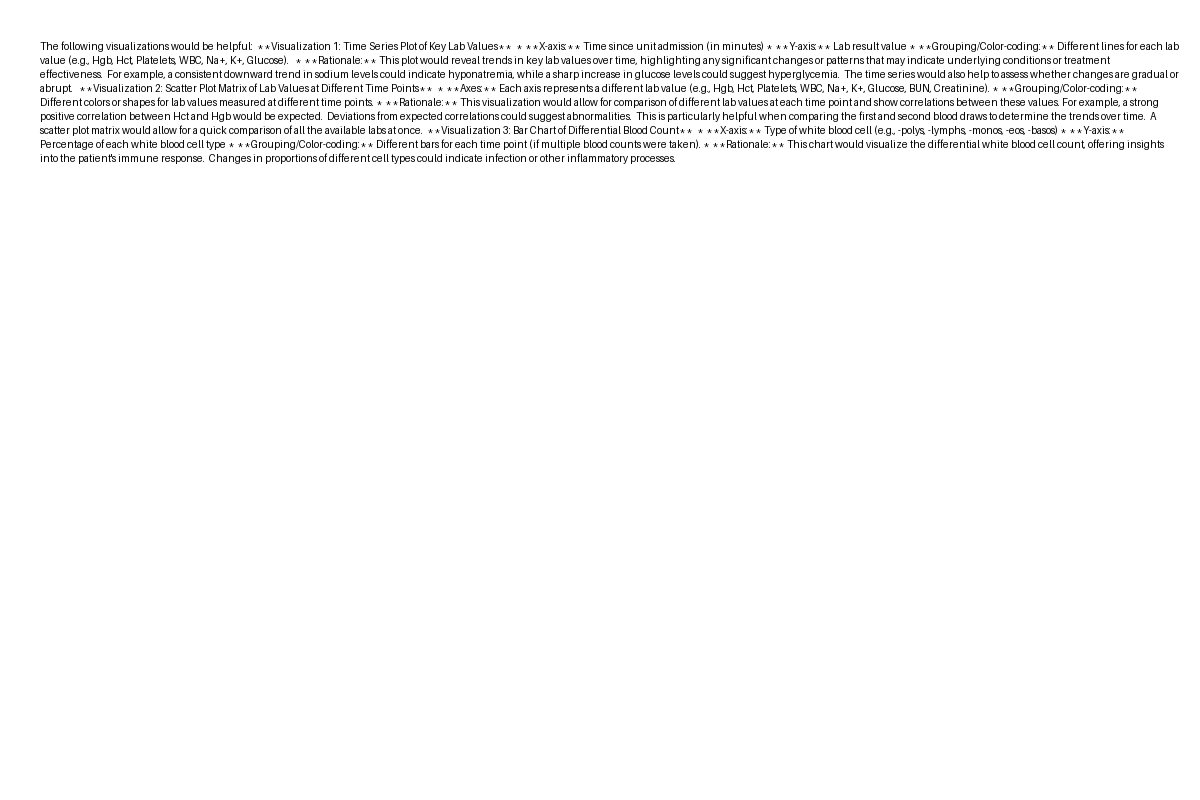 The following visualizations would be helpful:  **Visualization 1: Time Series Plot of Key Lab Values**  * **X-axis:** Time since unit admission (in minutes) * **Y-axis:** Lab result value * **Grouping/Color-coding:** Different lines for each lab
value (e.g., Hgb, Hct, Platelets, WBC, Na+, K+, Glucose).  * **Rationale:** This plot would reveal trends in key lab values over time, highlighting any significant changes or patterns that may indicate underlying conditions or treatment
effectiveness.  For example, a consistent downward trend in sodium levels could indicate hyponatremia, while a sharp increase in glucose levels could suggest hyperglycemia.  The time series would also help to assess whether changes are gradual or
abrupt.  **Visualization 2: Scatter Plot Matrix of Lab Values at Different Time Points**  * **Axes:** Each axis represents a different lab value (e.g., Hgb, Hct, Platelets, WBC, Na+, K+, Glucose, BUN, Creatinine). * **Grouping/Color-coding:**
Different colors or shapes for lab values measured at different time points. * **Rationale:** This visualization would allow for comparison of different lab values at each time point and show correlations between these values. For example, a strong
positive correlation between Hct and Hgb would be expected.  Deviations from expected correlations could suggest abnormalities.  This is particularly helpful when comparing the first and second blood draws to determine the trends over time.  A
scatter plot matrix would allow for a quick comparison of all the available labs at once.  **Visualization 3: Bar Chart of Differential Blood Count**  * **X-axis:** Type of white blood cell (e.g., -polys, -lymphs, -monos, -eos, -basos) * **Y-axis:**
Percentage of each white blood cell type * **Grouping/Color-coding:** Different bars for each time point (if multiple blood counts were taken). * **Rationale:** This chart would visualize the differential white blood cell count, offering insights
into the patient's immune response.  Changes in proportions of different cell types could indicate infection or other inflammatory processes.